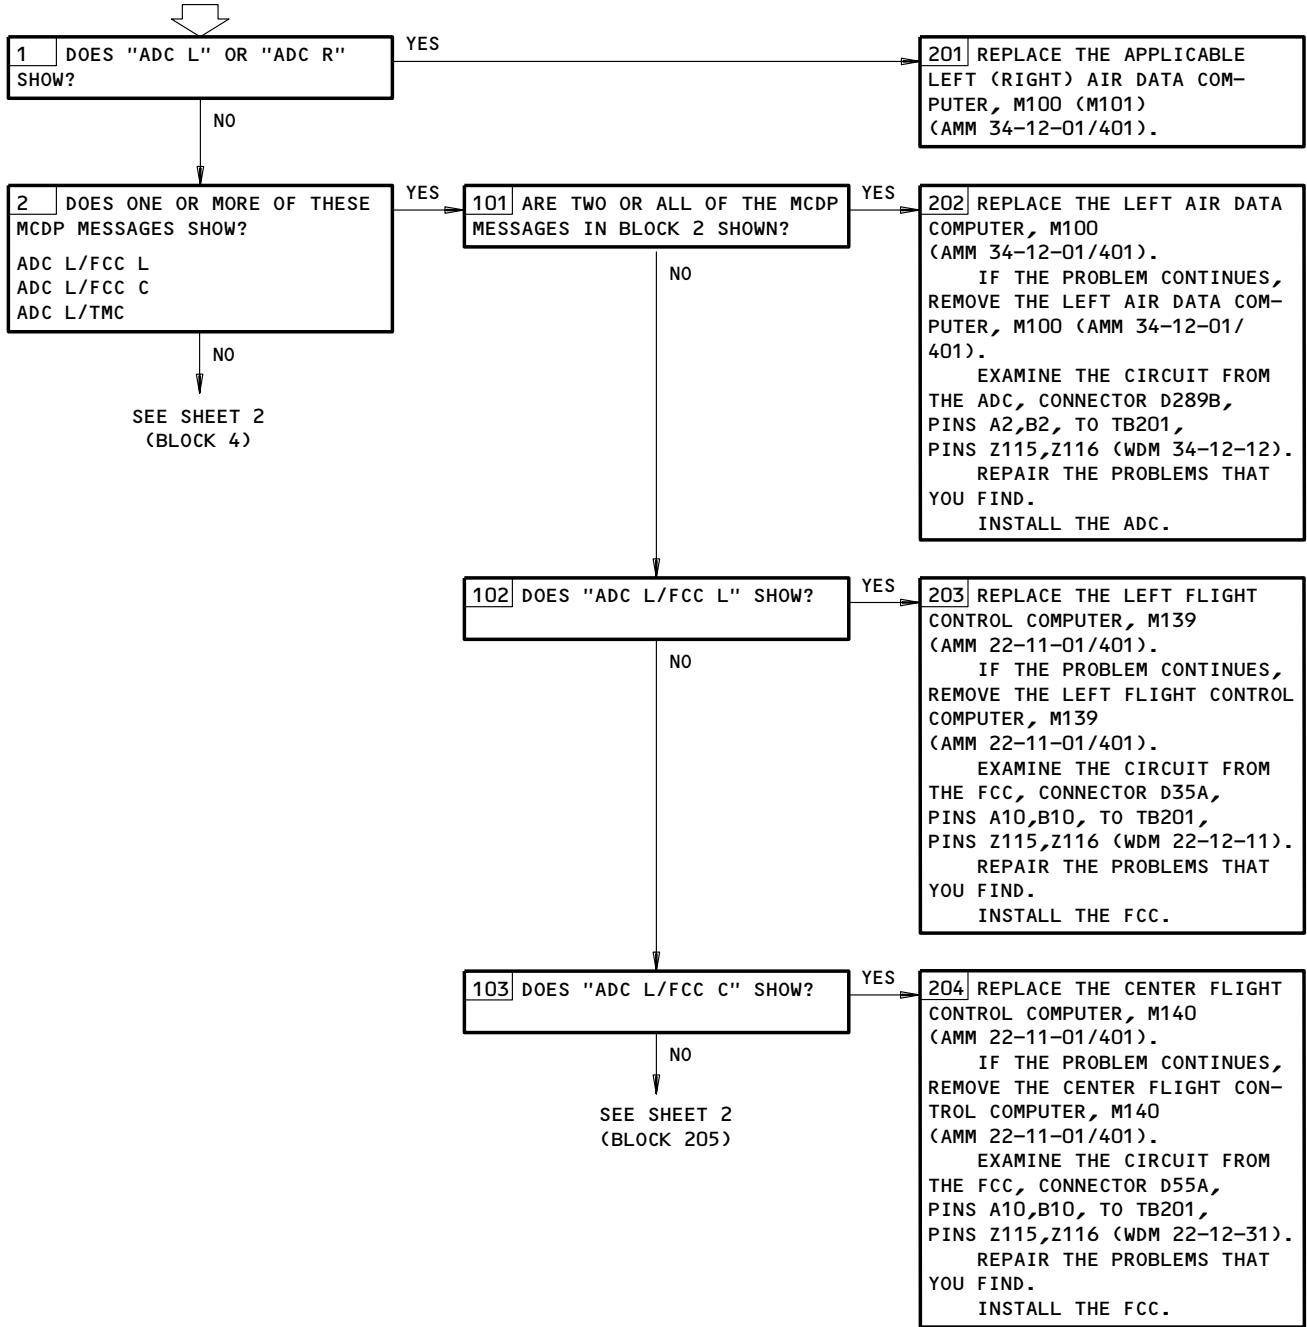 1 DOES "ADC L" OR "ADC R"
SHOW?
YES
NO
201 REPLACE THE APPLICABLE
LEFT (RIGHT) AIR DATA COM-
PUTER, M100 (M101)
(AMM 34-12-01/401).
2 DOES ONE OR MORE OF THESE
MCDP MESSAGES SHOW?
ADC L/FCC L
ADC L/FCC C
ADC L/TMC
YES
NO
SEE SHEET 2
(BLOCK 4)
101 ARE TWO OR ALL OF THE MCDP
MESSAGES IN BLOCK 2 SHOWN?
YES
NO
202 REPLACE THE LEFT AIR DATA
COMPUTER, M100
(AMM 34-12-01/401).
IF THE PROBLEM CONTINUES,
REMOVE THE LEFT AIR DATA COM-
PUTER, M100 (AMM 34-12-01/
401).
EXAMINE THE CIRCUIT FROM
THE ADC, CONNECTOR D289B,
PINS A2,B2, TO TB201,
PINS Z115,Z116 (WDM 34-12-12).
REPAIR THE PROBLEMS THAT
YOU FIND.
INSTALL THE ADC.
102 DOES "ADC L/FCC L" SHOW?
YES
NO
203 REPLACE THE LEFT FLIGHT
CONTROL COMPUTER, M139
(AMM 22-11-01/401).
IF THE PROBLEM CONTINUES,
REMOVE THE LEFT FLIGHT CONTROL
COMPUTER, M139
(AMM 22-11-01/401).
EXAMINE THE CIRCUIT FROM
THE FCC, CONNECTOR D35A,
PINS A10,B10, TO TB201,
PINS Z115,Z116 (WDM 22-12-11).
REPAIR THE PROBLEMS THAT
YOU FIND.
INSTALL THE FCC.
103 DOES "ADC L/FCC C" SHOW?
YES
NO
SEE SHEET 2
(BLOCK 205)
204 REPLACE THE CENTER FLIGHT
CONTROL COMPUTER, M140
(AMM 22-11-01/401).
IF THE PROBLEM CONTINUES,
REMOVE THE CENTER FLIGHT CON-
TROL COMPUTER, M140
(AMM 22-11-01/401).
EXAMINE THE CIRCUIT FROM
THE FCC, CONNECTOR D55A,
PINS A10,B10, TO TB201,
PINS Z115,Z116 (WDM 22-12-31).
REPAIR THE PROBLEMS THAT
YOU FIND.
INSTALL THE FCC.